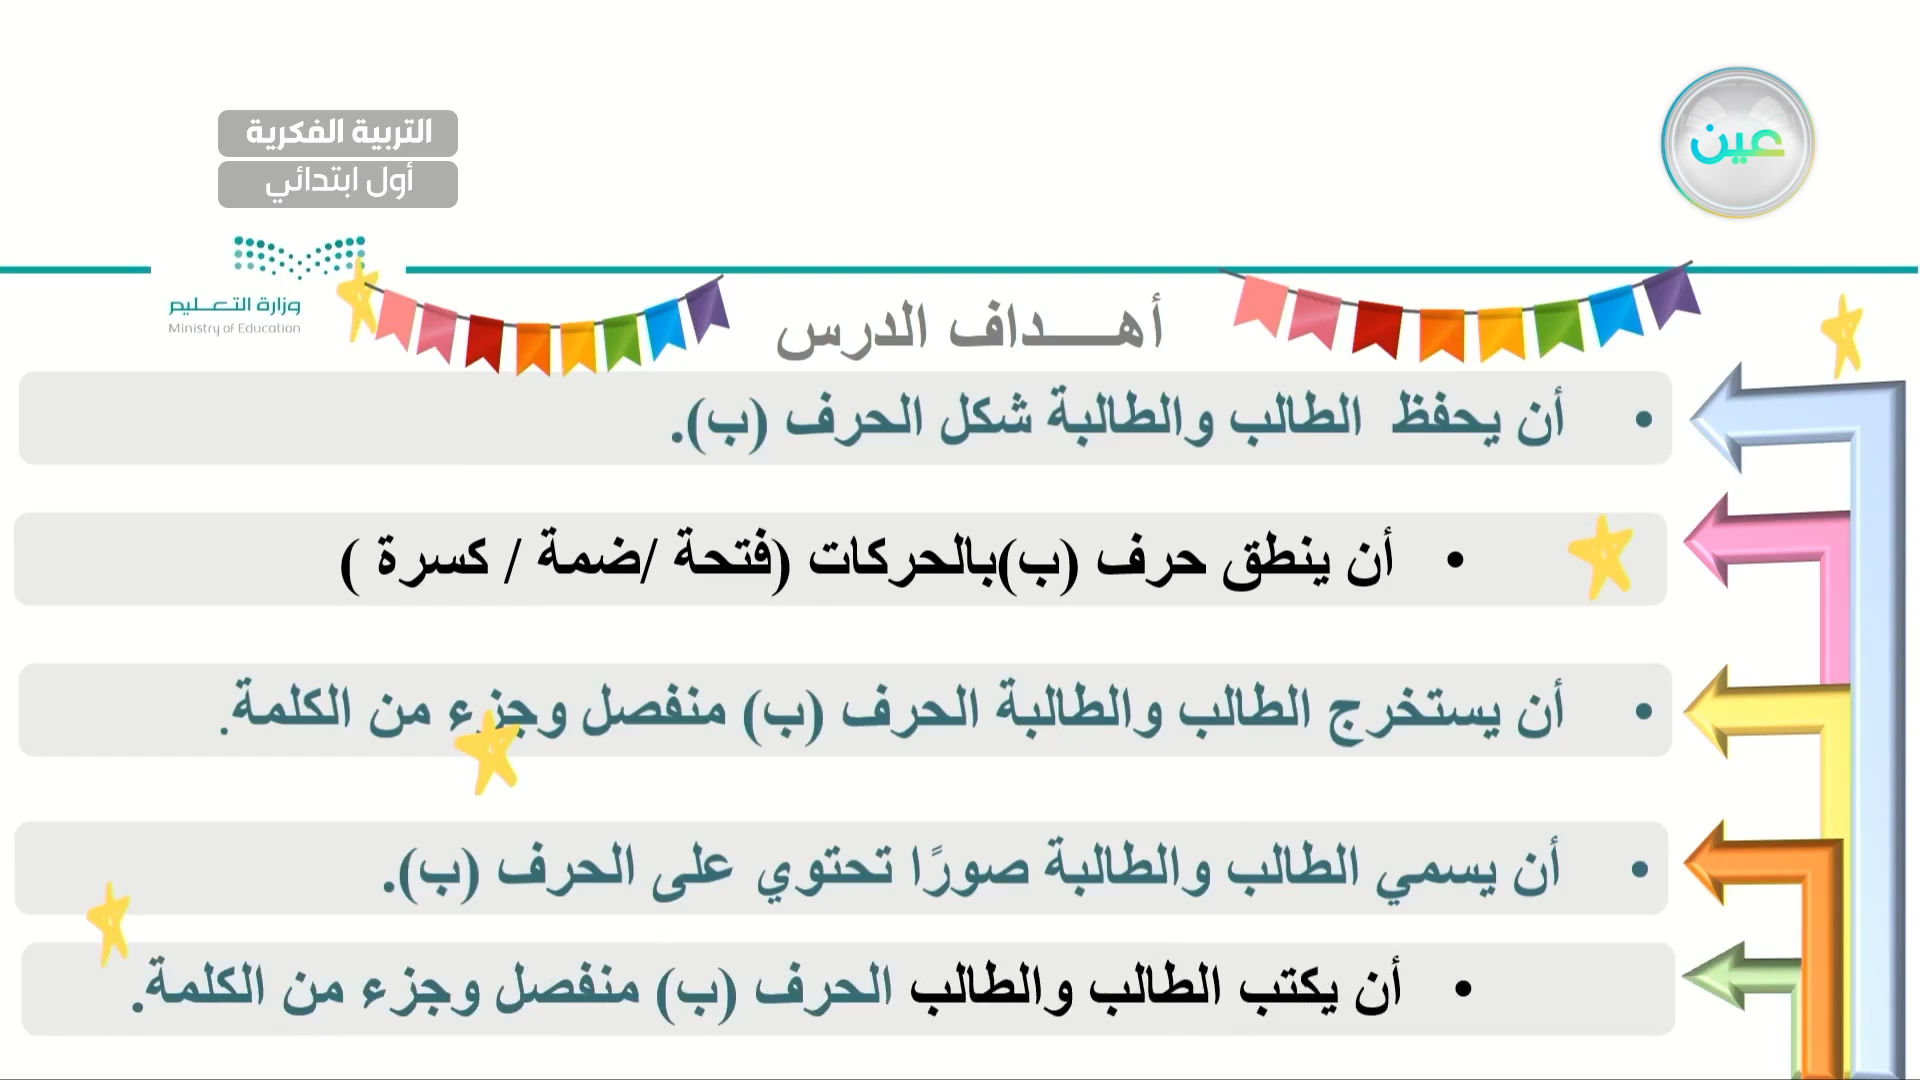 التربية الفكرية
أول ابتدائي
عين
وزارة التعليم
Ministry of Education
أهــــداف الدرس
• أن يحفظ الطالب والطالبة شكل الحرف (ب).
• أن ينطق حرف (ب)بالحركات (فتحة /ضمة / كسرة )
• أن يستخرج الطالب والطالبة الحرف (ب) منفصل وجزء من الكلمة.
• أن يسمي الطالب والطالبة صورًا تحتوي على الحرف (ب).
• أن يكتب الطالب والطالب الحرف (ب) منفصل وجزء من الكلمة.